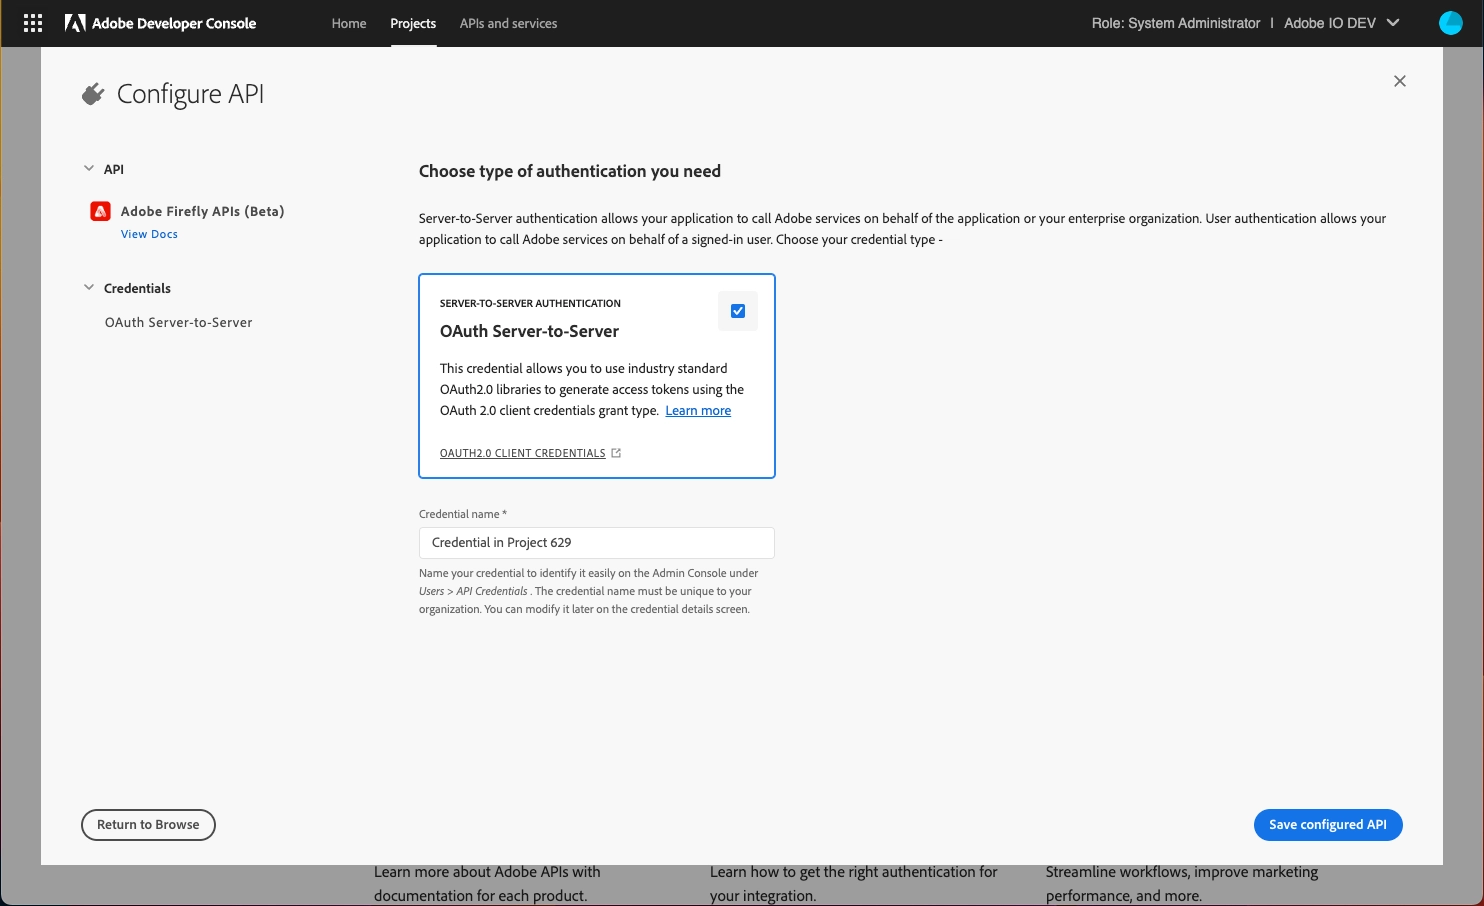 Adobe Developer Console
Home
Projects
APIs and services
Role: System Administrator | Adobe IO DEV
Configure API
API
Adobe Firefly APIs (Beta)
View Docs
Credentials
OAuth Server-to-Server
Choose type of authentication you need
Server-to-Server authentication allows your application to call Adobe services on behalf of the application or your enterprise organization. User authentication allows your
application to call Adobe services on behalf of a signed-in user. Choose your credential type -
SERVER-TO-SERVER AUTHENTICATION
OAuth Server-to-Server
This credential allows you to use industry standard
OAuth2.0 libraries to generate access tokens using the
OAuth 2.0 client credentials grant type. Learn more
OAUTH2.0 CLIENT CREDENTIALS
Credential name *
Credential in Project 629
Name your credential to identify it easily on the Admin Console under
Users > API Credentials . The credential name must be unique to your
organization. You can modify it later on the credential details screen.
Return to Browse
Save configured API
Learn more about Adobe APIs with
documentation for each product.
Learn how to get the right authentication for
your integration.
Streamline workflows, improve marketing
performance, and more.